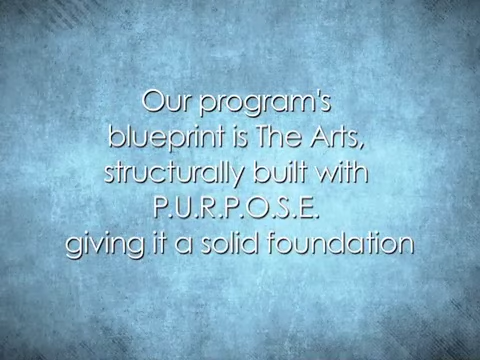 Our program's
blueprint is The Arts,
structurally built with
P.U.R.P.O.S.E.
giving it a solid foundation